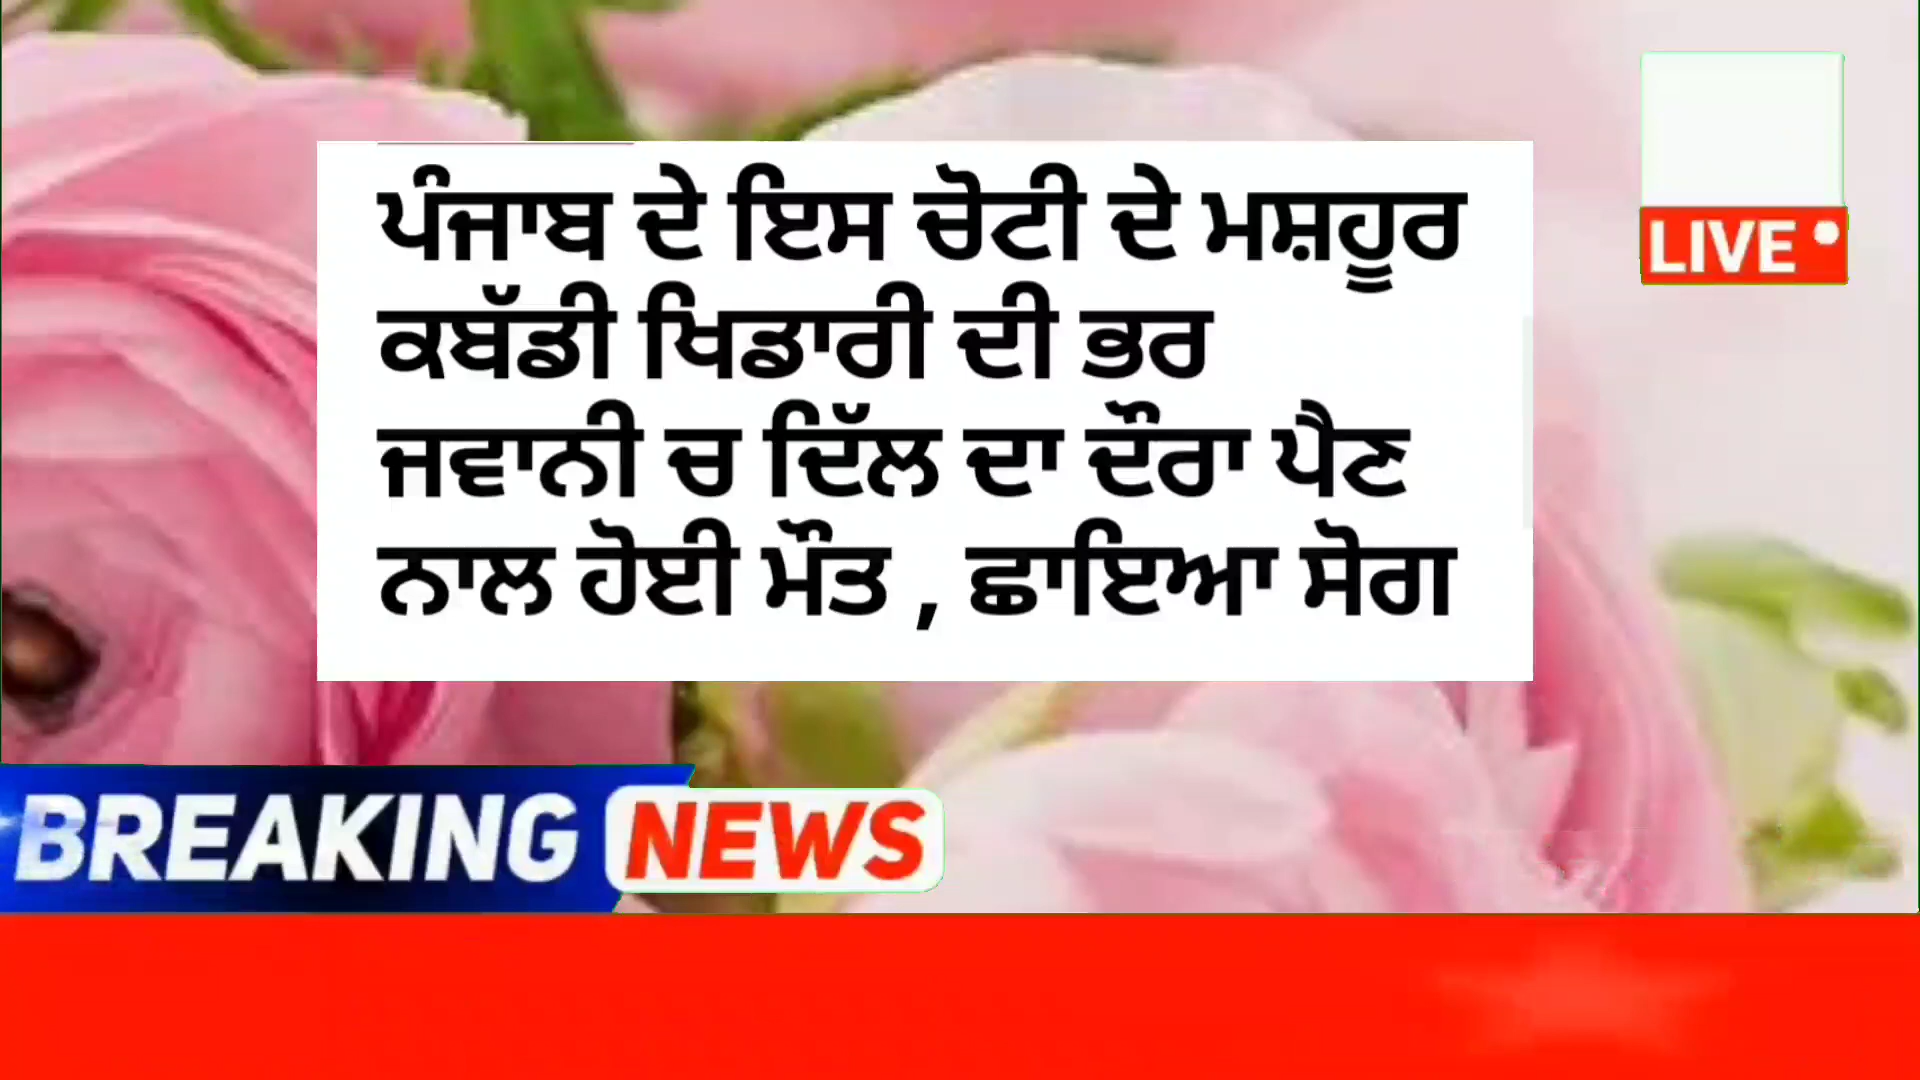 ਪੰਜਾਬ ਦੇ ਇਸ ਚੋਟੀ ਦੇ ਮਸ਼ਹੂਰ
ਕਬੱਡੀ ਖਿਡਾਰੀ ਦੀ ਭਰ
ਜਵਾਨੀ ਚ ਦਿੱਲ ਦਾ ਦੌਰਾ ਪੈਣ
ਨਾਲ ਹੋਈ ਮੌਤ , ਛਾਇਆ ਸੋਗ
LIVE
BREAKING NEWS